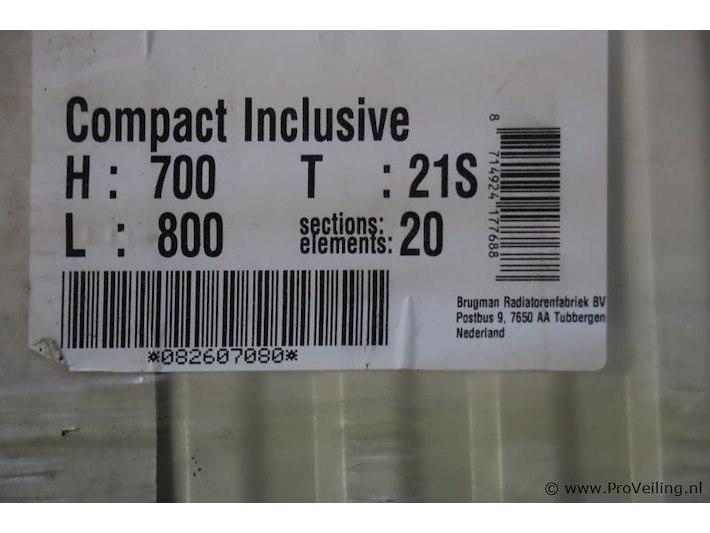 Compact Inclusive
H : 700 T : 21S
L : 800 sections:
elements: 20
8 714924 177688
Brugman Radiatorenfabriek BV
Postbus 9, 7650 AA Tubbergen
Nederland
*082607080*
© www.ProVeiling.nl